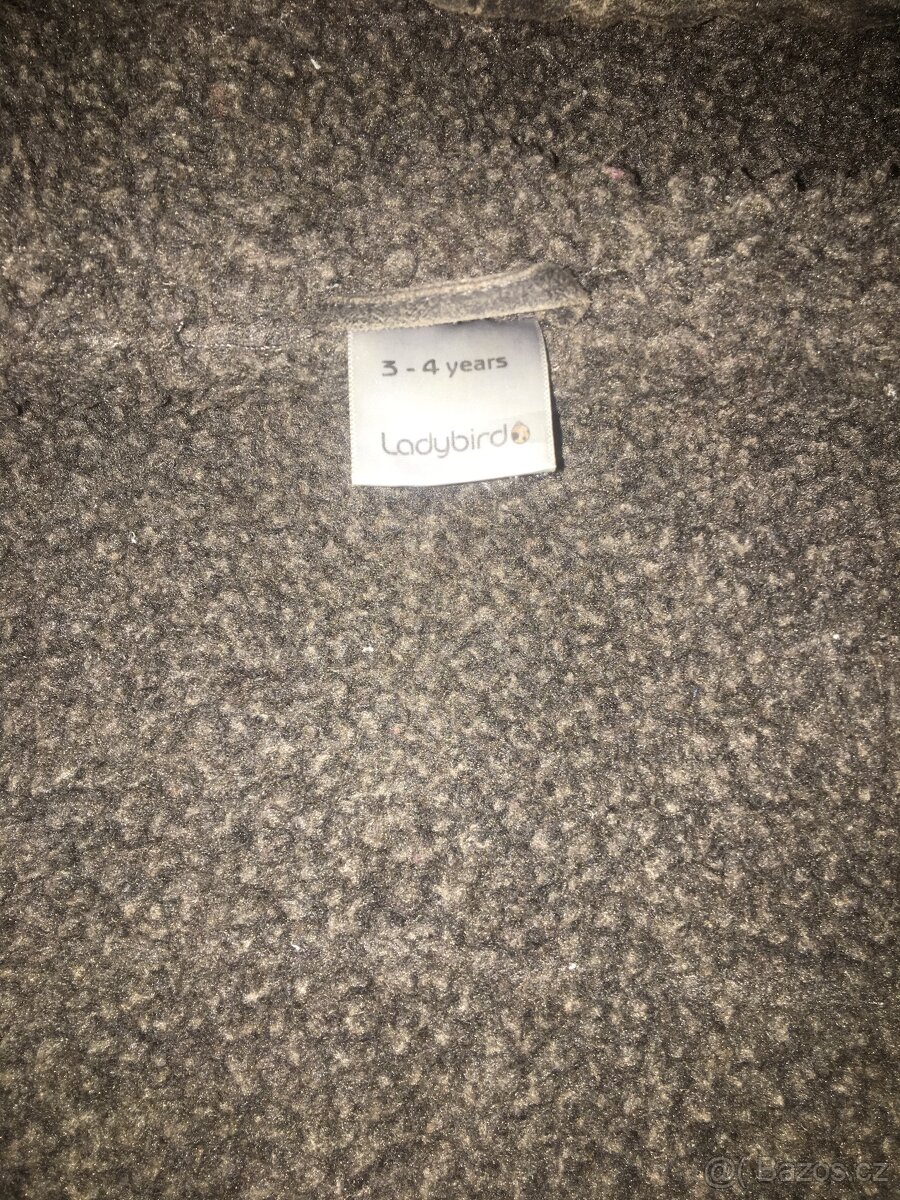 3 - 4 years
Ladybird
@( Bazos.cz